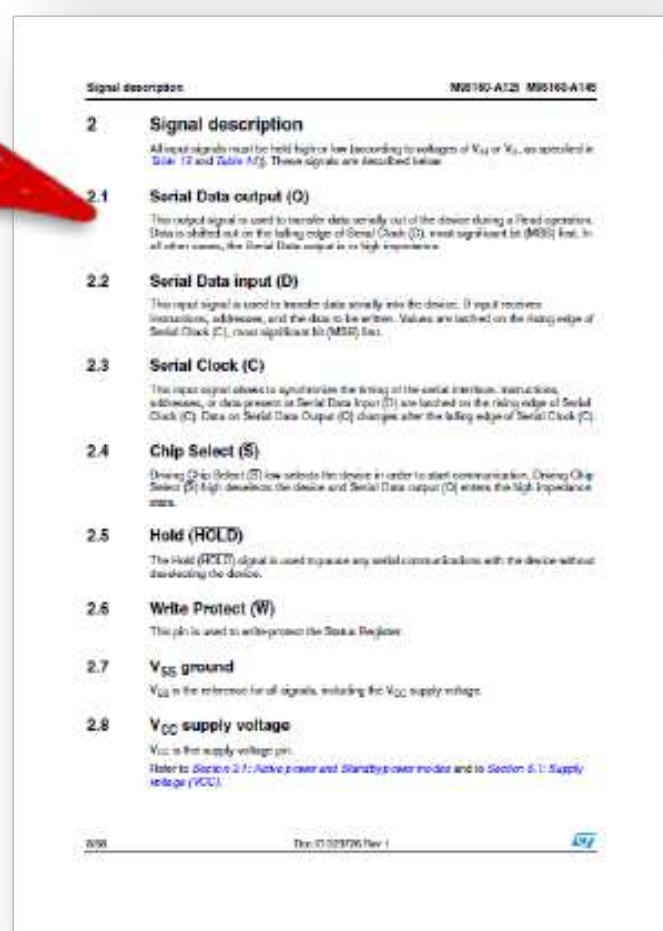 Signal description M95160-A125 M95160-A145
2 Signal description
All input signals must be held high or low (according to voltages of VIH or VIL, as specified in
Table 13 and Table 14). These signals are described below.
2.1 Serial Data output (Q)
This output signal is used to transfer data serially out of the device during a Read operation.
Data is shifted out on the falling edge of Serial Clock (C), most significant bit (MSB) first. In
all other cases, the Serial Data output is in high impedance.
2.2 Serial Data input (D)
This input signal is used to transfer data serially into the device. D input receives
instructions, addresses, and the data to be written. Values are latched on the rising edge of
Serial Clock (C), most significant bit (MSB) first.
2.3 Serial Clock (C)
This input signal allows to synchronize the timing of the serial interface. Instructions,
addresses, or data present at Serial Data Input (D) are latched on the rising edge of Serial
Clock (C). Data on Serial Data Output (Q) changes after the falling edge of Serial Clock (C).
2.4 Chip Select (S̅)
Driving Chip Select (S̅) low selects the device in order to start communication. Driving Chip
Select (S̅) high deselects the device and Serial Data output (Q) enters the high impedance
state.
2.5 Hold (H̅O̅L̅D̅)
The Hold (H̅O̅L̅D̅) signal is used to pause any serial communications with the device without
deselecting the device.
2.6 Write Protect (W̅)
This pin is used to write-protect the Status Register.
2.7 VSS ground
VSS is the reference for all signals, including the VCC supply voltage.
2.8 VCC supply voltage
VCC is the supply voltage pin.
Refer to Section 3.1: Active power and Standby power modes and to Section 5.1: Supply
voltage (VCC).
8/38 Doc ID 023726 Rev 1 ST